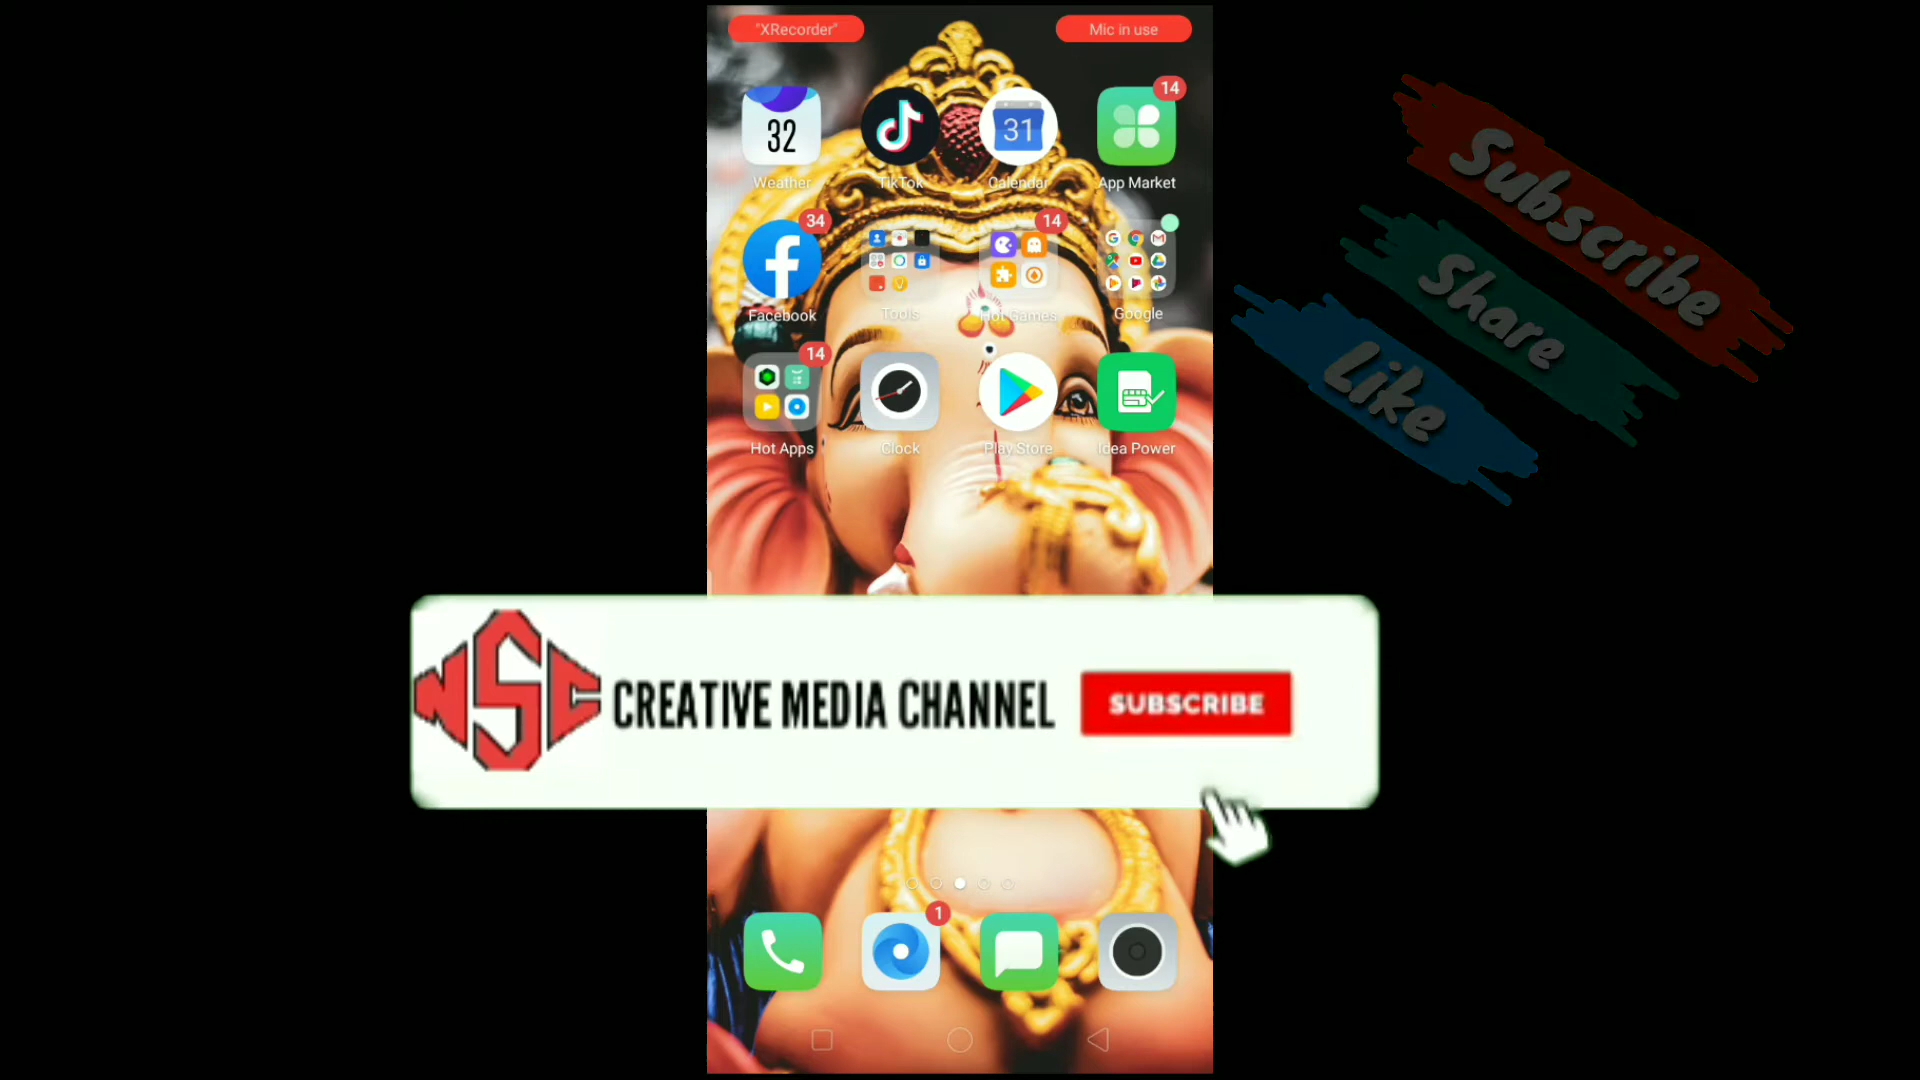 "XRecorder" Mic in use
14
32 31
Weather TikTok Calendar App Market
34 14
Facebook Tools Hot Games Google
14
Hot Apps Clock Play Store Idea Power
Subscribe
Share
Like
NSC CREATIVE MEDIA CHANNEL SUBSCRIBE
1